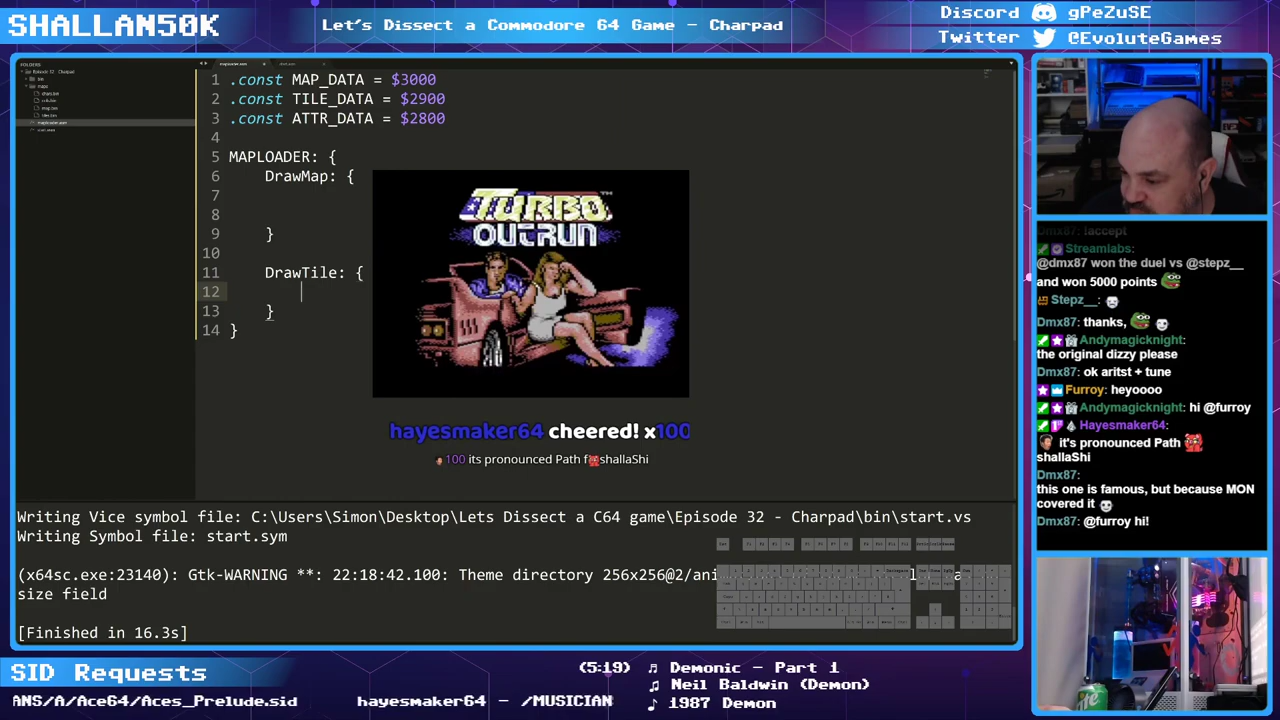 SHALLAN50K
Let's Dissect a Commodore 64 Game - Charpad
Discord gPeZuSE
Twitter @EvoluteGames
FOLDERS
1 .const MAP_DATA = $3000
2 .const TILE_DATA = $2900
3 .const ATTR_DATA = $2800
4
5 MAPLOADER: {
6 DrawMap: {
7
8
9 }
10
11 DrawTile: {
12
13 }
14 }
TURBO
OUTRUN
hayesmaker64 cheered! x100
100 its pronounced Path shallaShi
Writing Vice symbol file: C:\Users\Simon\Desktop\Lets Dissect a C64 game\Episode 32 - Charpad\bin\start.vs
Writing Symbol file: start.sym
(x64sc.exe:23140): Gtk-WARNING **: 22:18:42.100: Theme directory 256x256@2/ani
size field
[Finished in 16.3s]
Dmx87: !accept
Streamlabs:
@dmx87 won the duel vs @stepz__
and won 5000 points
Stepz__:
Dmx87: thanks,
Andymagicknight:
the original dizzy please
Dmx87: ok aritst + tune
Furroy: heyoooo
Andymagicknight: hi @furroy
Hayesmaker64:
it's pronounced Path
shallaShi
Dmx87:
this one is famous, but because MON
covered it
Dmx87: @furroy hi!
SID Requests
(5:19) Demonic - Part 1
Neil Baldwin (Demon)
1987 Demon
ANS/A/Ace64/Aces_Prelude.sid hayesmaker64 - /MUSICIAN